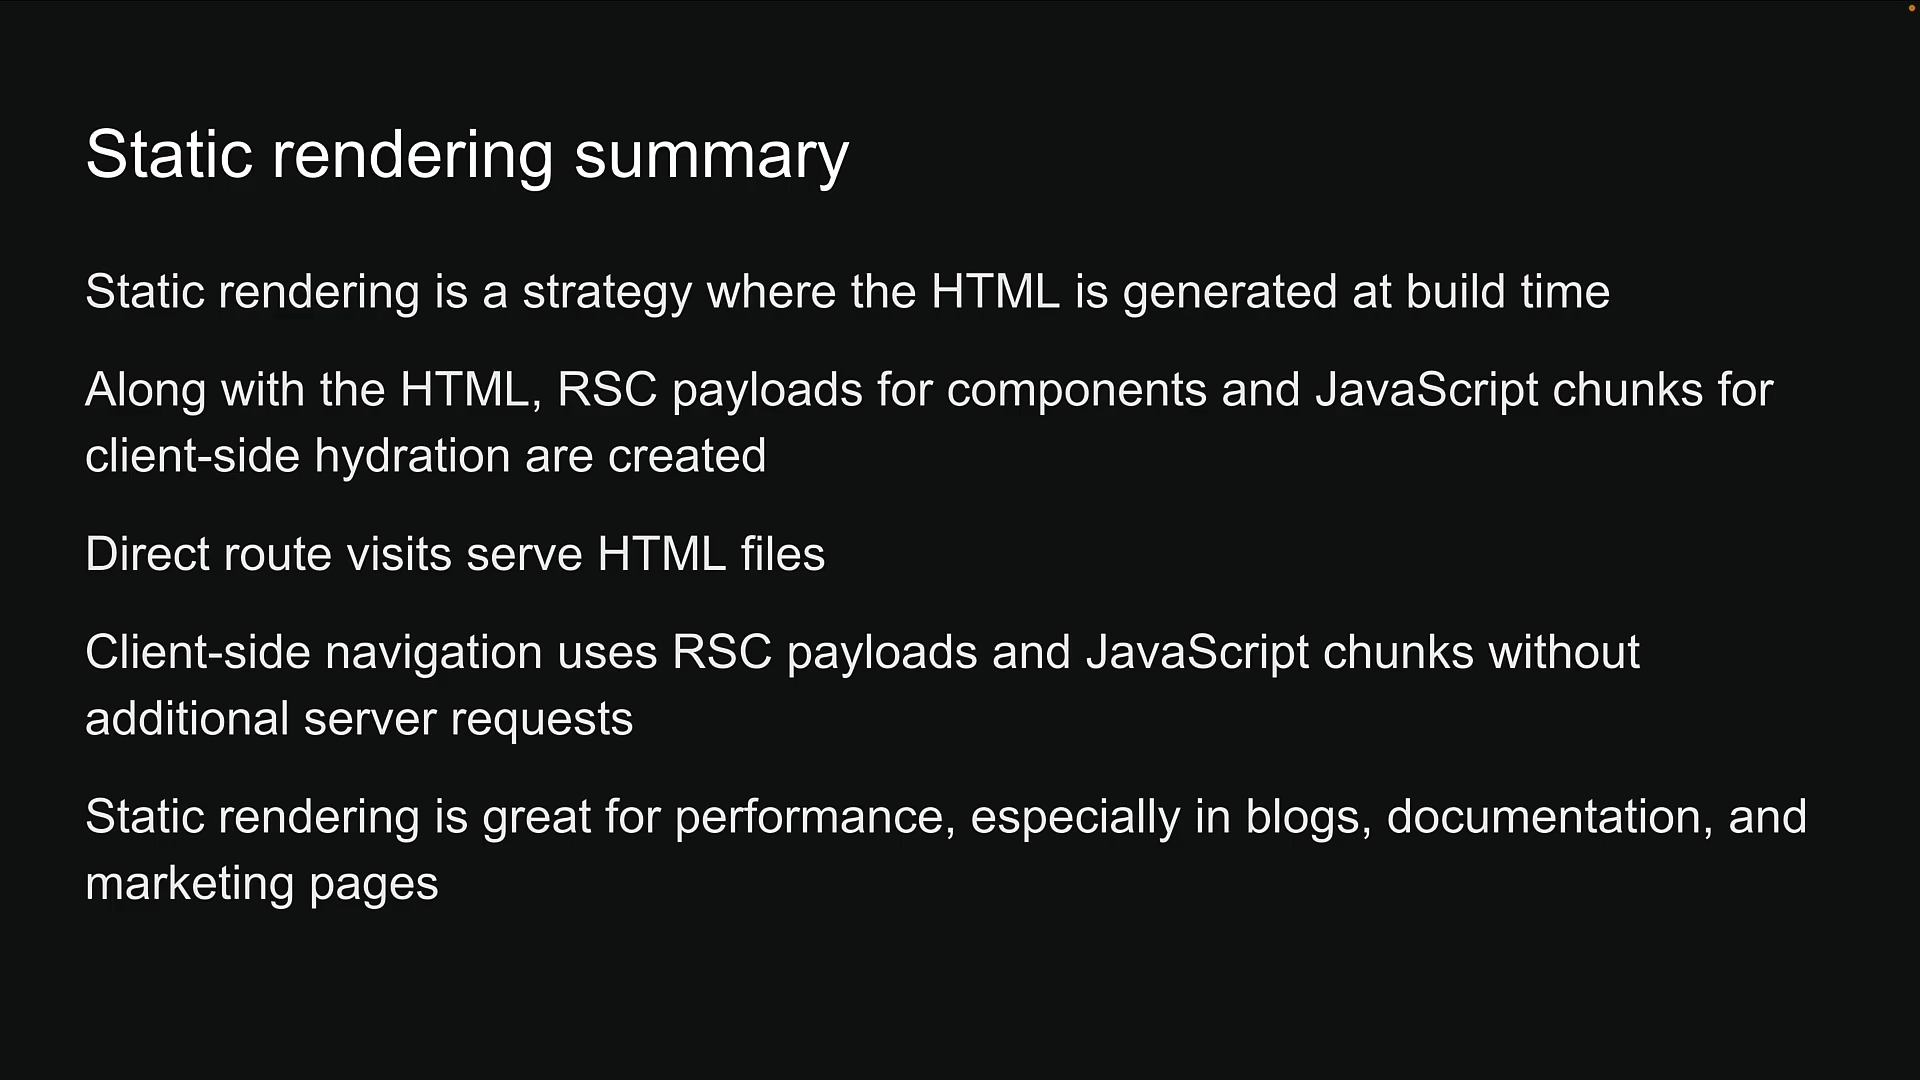 Static rendering summary
Static rendering is a strategy where the HTML is generated at build time
Along with the HTML, RSC payloads for components and JavaScript chunks for
client-side hydration are created
Direct route visits serve HTML files
Client-side navigation uses RSC payloads and JavaScript chunks without
additional server requests
Static rendering is great for performance, especially in blogs, documentation, and
marketing pages